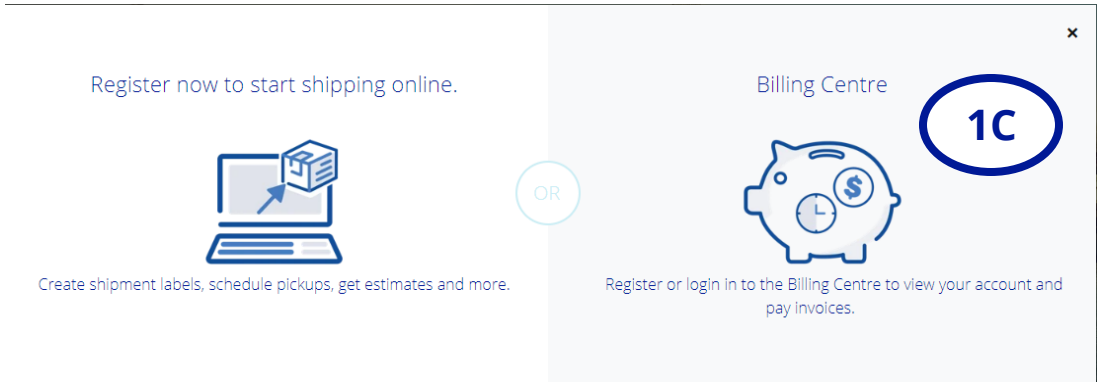 ×
Register now to start shipping online.
Create shipment labels, schedule pickups, get estimates and more.
OR
Billing Centre
1C
$
Register or login in to the Billing Centre to view your account and
pay invoices.